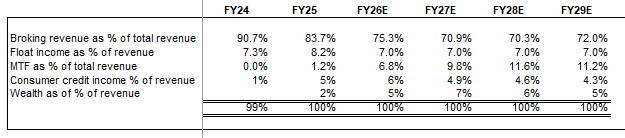 FY24 FY25 FY26E FY27E FY28E FY29E
Broking revenue as % of total revenue 90.7% 83.7% 75.3% 70.9% 70.3% 72.0%
Float income as % of revenue 7.3% 8.2% 7.0% 7.0% 7.0% 7.0%
MTF as % of total revenue 0.0% 1.2% 6.8% 9.8% 11.6% 11.2%
Consumer credit income % of revenue 1% 5% 6% 4.9% 4.6% 4.3%
Wealth as of % of revenue 2% 5% 7% 6% 5%
99% 100% 100% 100% 100% 100%